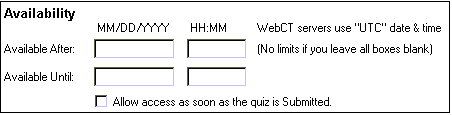 Availability
MM/DD/YYYY HH:MM WebCT servers use "UTC" date & time
Available After: (No limits if you leave all boxes blank)
Available Until:
Allow access as soon as the quiz is Submitted.